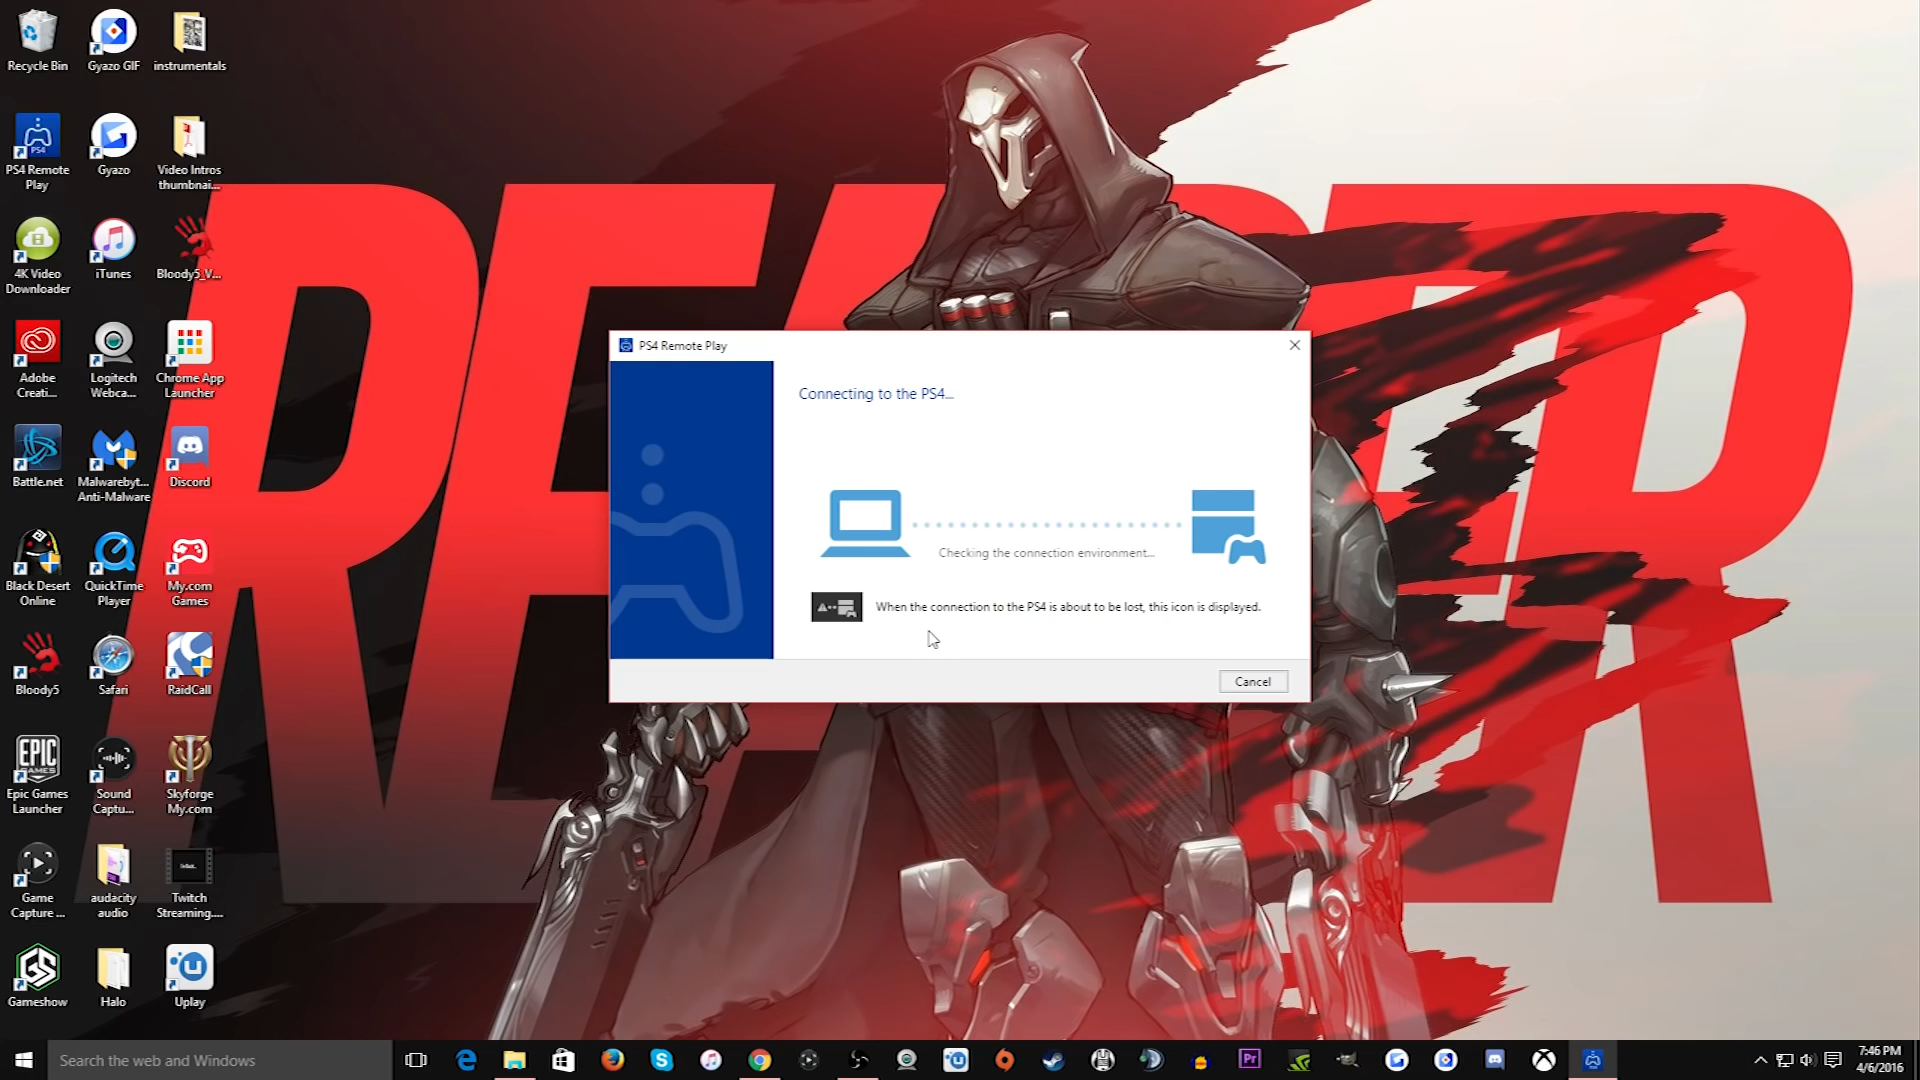 Recycle Bin
Gyazo GIF
instrumentals
PS4 Remote
Play
Gyazo
Video Intros
thumbnai...
4K Video
Downloader
iTunes
Bloody5_V...
Adobe
Creati...
Logitech
Webca...
Chrome App
Launcher
Battle.net
Malwarebyt...
Anti-Malware
Discord
Black Desert
Online
QuickTime
Player
My.com
Games
Bloody5
Safari
RaidCall
EPIC
GAMES
Epic Games
Launcher
Sound
Captu...
Skyforge
My.com
Game
Capture ...
audacity
audio
Twitch
Streaming....
Gameshow
Halo
Uplay
REAPER
PS4 Remote Play
Connecting to the PS4...
Checking the connection environment...
When the connection to the PS4 is about to be lost, this icon is displayed.
Cancel
Search the web and Windows
Pr
7:46 PM
4/6/2016